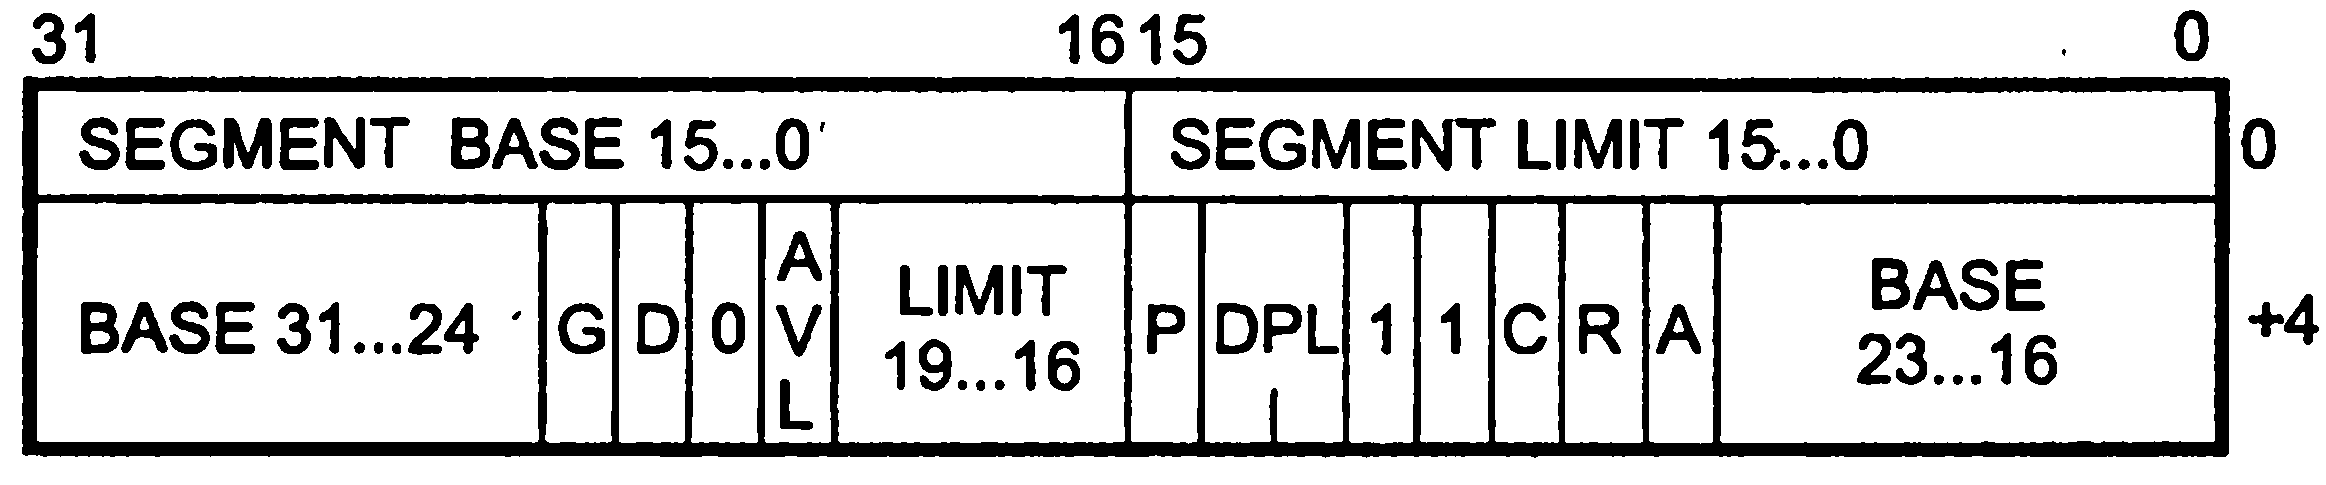 31 16 15 0
SEGMENT BASE 15...0 SEGMENT LIMIT 15...0 0
BASE 31...24 G D 0 AVL LIMIT 19...16 P DPL 1 1 C R A BASE 23...16 +4